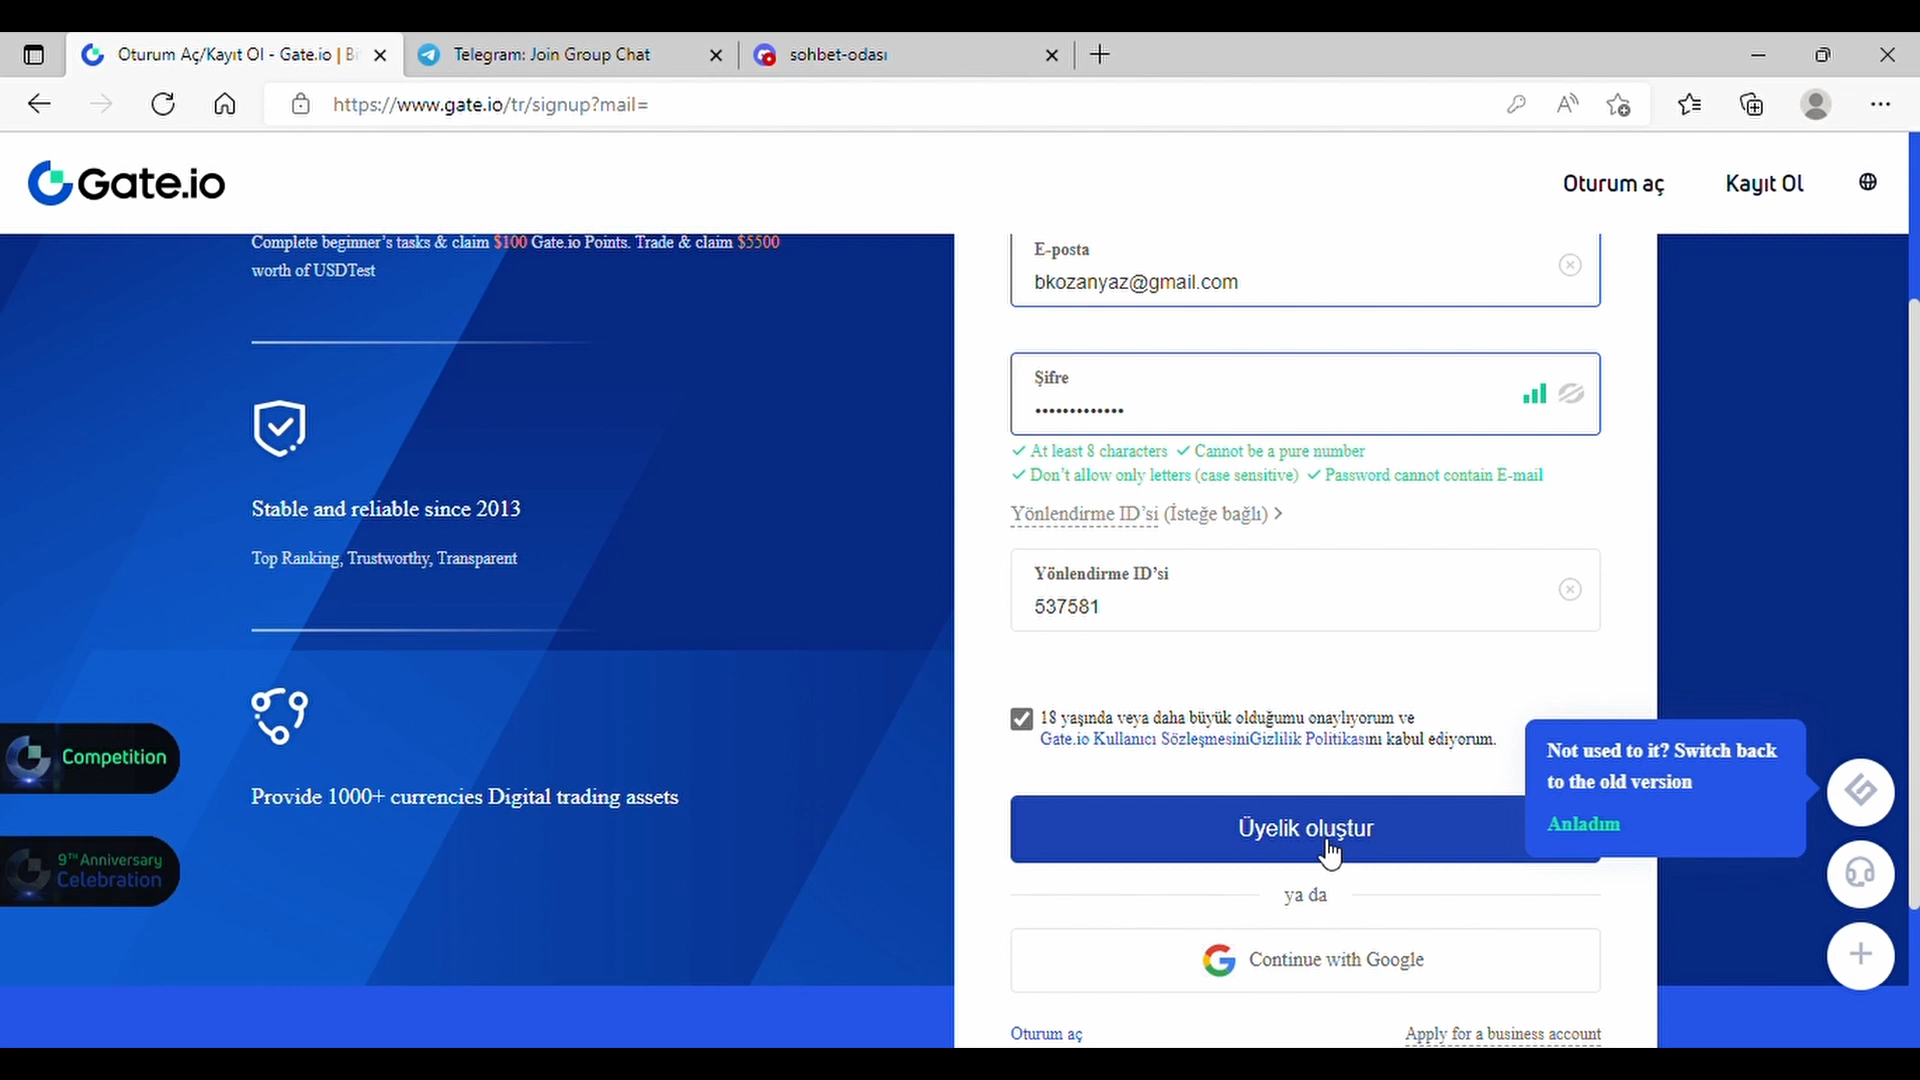 Oturum Aç/Kayıt Ol - Gate.io | Bi
Telegram: Join Group Chat
sohbet-odası
https://www.gate.io/tr/signup?mail=
Gate.io
Oturum aç
Kayıt Ol
Complete beginner's tasks & claim $100 Gate.io Points. Trade & claim $5500
worth of USDTest
Stable and reliable since 2013
Top Ranking, Trustworthy, Transparent
Provide 1000+ currencies Digital trading assets
Competition
9TH Anniversary
Celebration
E-posta
bkozanyaz@gmail.com
Şifre
•••••••••••••
At least 8 characters
Cannot be a pure number
Don't allow only letters (case sensitive)
Password cannot contain E-mail
Yönlendirme ID'si (İsteğe bağlı) >
Yönlendirme ID'si
537581
18 yaşında veya daha büyük olduğumu onaylıyorum ve
Gate.io Kullanıcı SözleşmesiniGizlilik Politikasını kabul ediyorum.
Üyelik oluştur
ya da
Continue with Google
Oturum aç
Apply for a business account
Not used to it? Switch back
to the old version
Anladım